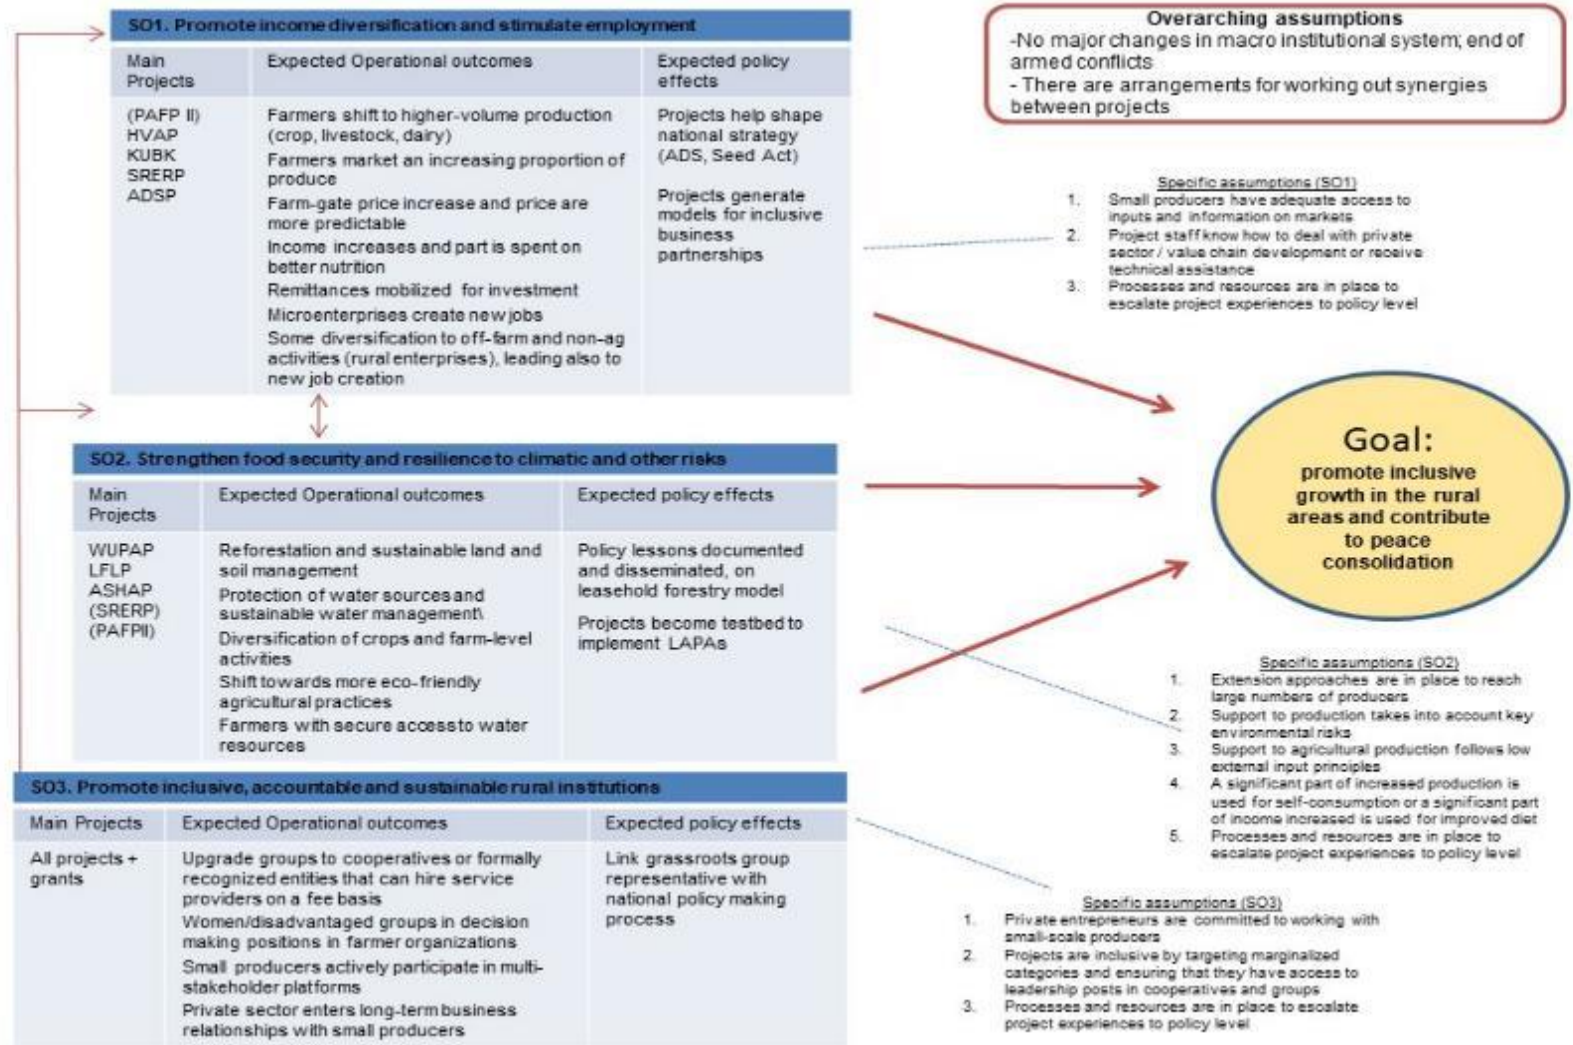 SO1. Promote income diversification and stimulate employment
Main
Projects
Expected Operational outcomes
Expected policy
effects
(PAFP II)
HVAP
KUBK
SRERP
ADSP
Farmers shift to higher-volume production
(crop, livestock, dairy)
Farmers market an increasing proportion of
produce
Farm-gate price increase and price are
more predictable
Income increases and part is spent on
better nutrition
Remittances mobilized for investment
Microenterprises create new jobs
Some diversification to off-farm and non-ag
activities (rural enterprises), leading also to
new job creation
Projects help shape
national strategy
(ADS, Seed Act)
Projects generate
models for inclusive
business
partnerships
Overarching assumptions
-No major changes in macro institutional system; end of
armed conflicts
- There are arrangements for working out synergies
between projects
Specific assumptions (SO1)
1. Small producers have adequate access to
inputs and information on markets
2. Project staff know how to deal with private
sector / value chain development or receive
technical assistance
3. Processes and resources are in place to
escalate project experiences to policy level
SO2. Strengthen food security and resilience to climatic and other risks
Main
Projects
Expected Operational outcomes
Expected policy effects
WUPAP
LFLP
ASHAP
(SRERP)
(PAFPII)
Reforestation and sustainable land and
soil management
Protection of water sources and
sustainable water management\
Diversification of crops and farm-level
activities
Shift towards more eco-friendly
agricultural practices
Farmers with secure access to water
resources
Policy lessons documented
and disseminated, on
leasehold forestry model
Projects become testbed to
implement LAPAs
Goal:
promote inclusive
growth in the rural
areas and contribute
to peace
consolidation
Specific assumptions (SO2)
1. Extension approaches are in place to reach
large numbers of producers
2. Support to production takes into account key
environmental risks
3. Support to agricultural production follows low
external input principles
4. A significant part of increased production is
used for self-consumption or a significant part
of income increased is used for improved diet
5. Processes and resources are in place to
escalate project experiences to policy level
SO3. Promote inclusive, accountable and sustainable rural institutions
Main Projects
Expected Operational outcomes
Expected policy effects
All projects +
grants
Upgrade groups to cooperatives or formally
recognized entities that can hire service
providers on a fee basis
Women/disadvantaged groups in decision
making positions in farmer organizations
Small producers actively participate in multi-
stakeholder platforms
Private sector enters long-term business
relationships with small producers
Link grassroots group
representative with
national policy making
process
Specific assumptions (SO3)
1. Private entrepreneurs are committed to working with
small-scale producers
2. Projects are inclusive by targeting marginalized
categories and ensuring that they have access to
leadership posts in cooperatives and groups
3. Processes and resources are in place to escalate
project experiences to policy level